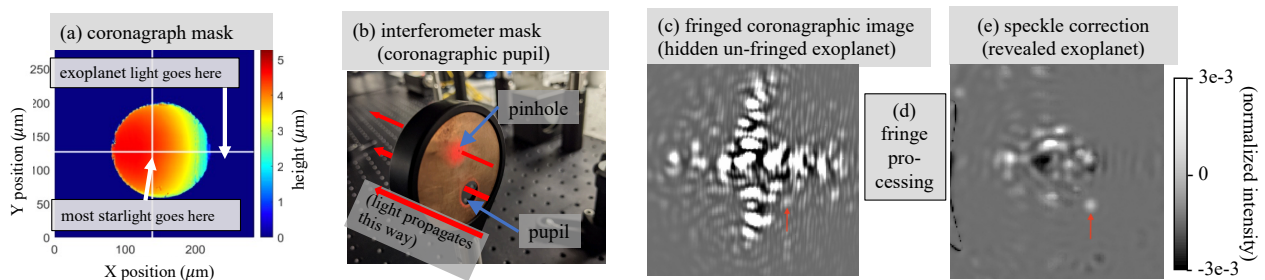 (a) coronagraph mask
exoplanet light goes here
most starlight goes here
250
200
150
100
50
0
0
100
200
Y position (μm)
X position (μm)
5
4
3
2
1
0
height (μm)
(b) interferometer mask
(coronagraphic pupil)
pinhole
(light propagates
this way)
pupil
(c) fringed coronagraphic image
(hidden un-fringed exoplanet)
(d)
fringe
pro-
cessing
(e) speckle correction
(revealed exoplanet)
3e-3
0
-3e-3
(normalized intensity)